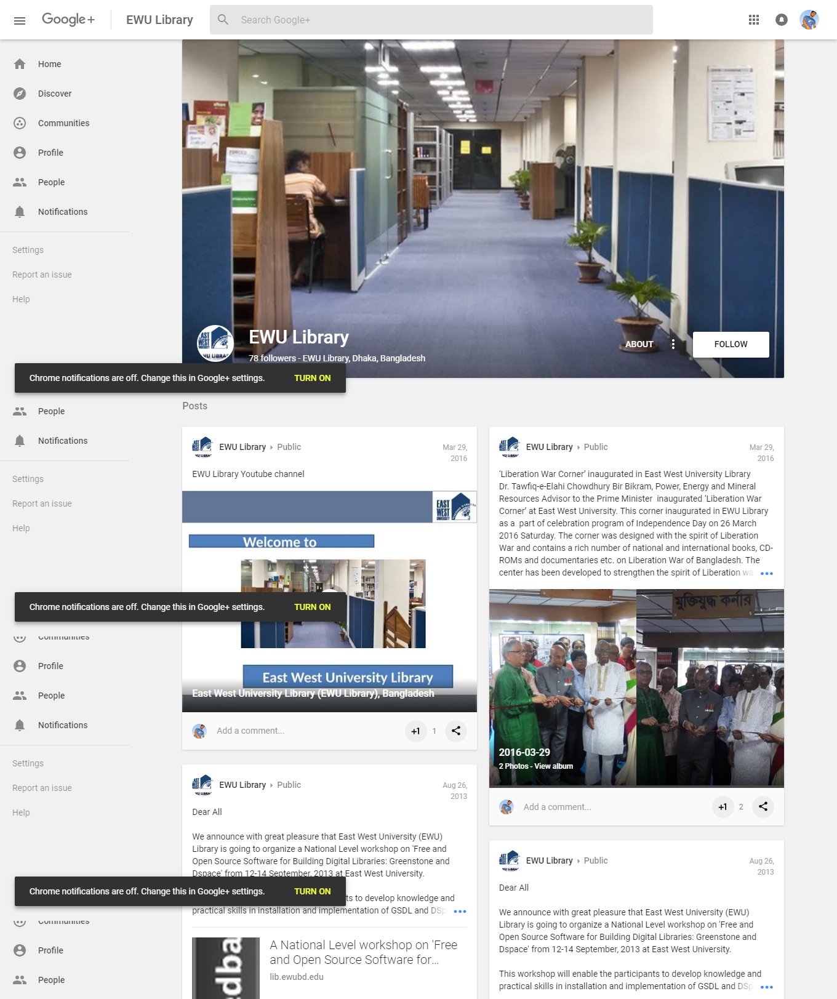 Google+
EWU Library
Search Google+
Home
Discover
Communities
Profile
People
Notifications
Settings
Report an issue
Help
EWU Library
78 followers - EWU Library, Dhaka, Bangladesh
ABOUT
FOLLOW
Chrome notifications are off. Change this in Google+ settings.
TURN ON
People
Notifications
Settings
Report an issue
Help
Chrome notifications are off. Change this in Google+ settings.
TURN ON
Communities
Profile
People
Notifications
Settings
Report an issue
Help
Chrome notifications are off. Change this in Google+ settings.
TURN ON
Communities
Profile
People
Posts
EWU Library
Public
Mar 29,
2016
EWU Library Youtube channel
EAST
WEST
UNIVERSITY
Welcome to
East West University Library
East West University Library (EWU Library), Bangladesh
Add a comment...
+1
1
EWU Library
Public
Aug 26,
2013
Dear All
We announce with great pleasure that East West University (EWU)
Library is going to organize a National Level workshop on 'Free and
Open Source Software for Building Digital Libraries: Greenstone and
Dspace' from 12-14 September, 2013 at East West University.
ts to develop knowledge and
practical skills in installation and implementation of GSDL and DSp
A National Level workshop on 'Free
and Open Source Software for...
lib.ewubd.edu
dba
EWU Library
Public
Mar 29,
2016
‘Liberation War Corner’ inaugurated in East West University Library
Dr. Tawfiq-e-Elahi Chowdhury Bir Bikram, Power, Energy and Mineral
Resources Advisor to the Prime Minister inaugurated ‘Liberation War
Corner’ at East West University. This corner inaugurated in EWU Library
as a part of celebration program of Independence Day on 26 March
2016 Saturday. The corner was designed with the spirit of Liberation
War and contains a rich number of national and international books, CD-
ROMs and documentaries etc. on Liberation War of Bangladesh. The
center has been developed to strengthen the spirit of Liberation wa
মুক্তিযুদ্ধ কর্নার
2016-03-29
2 Photos - View album
Add a comment...
+1
2
EWU Library
Public
Aug 26,
2013
Dear All
We announce with great pleasure that East West University (EWU)
Library is going to organize a National Level workshop on 'Free and
Open Source Software for Building Digital Libraries: Greenstone and
Dspace' from 12-14 September, 2013 at East West University.
This workshop will enable the participants to develop knowledge and
practical skills in installation and implementation of GSDL and DSp